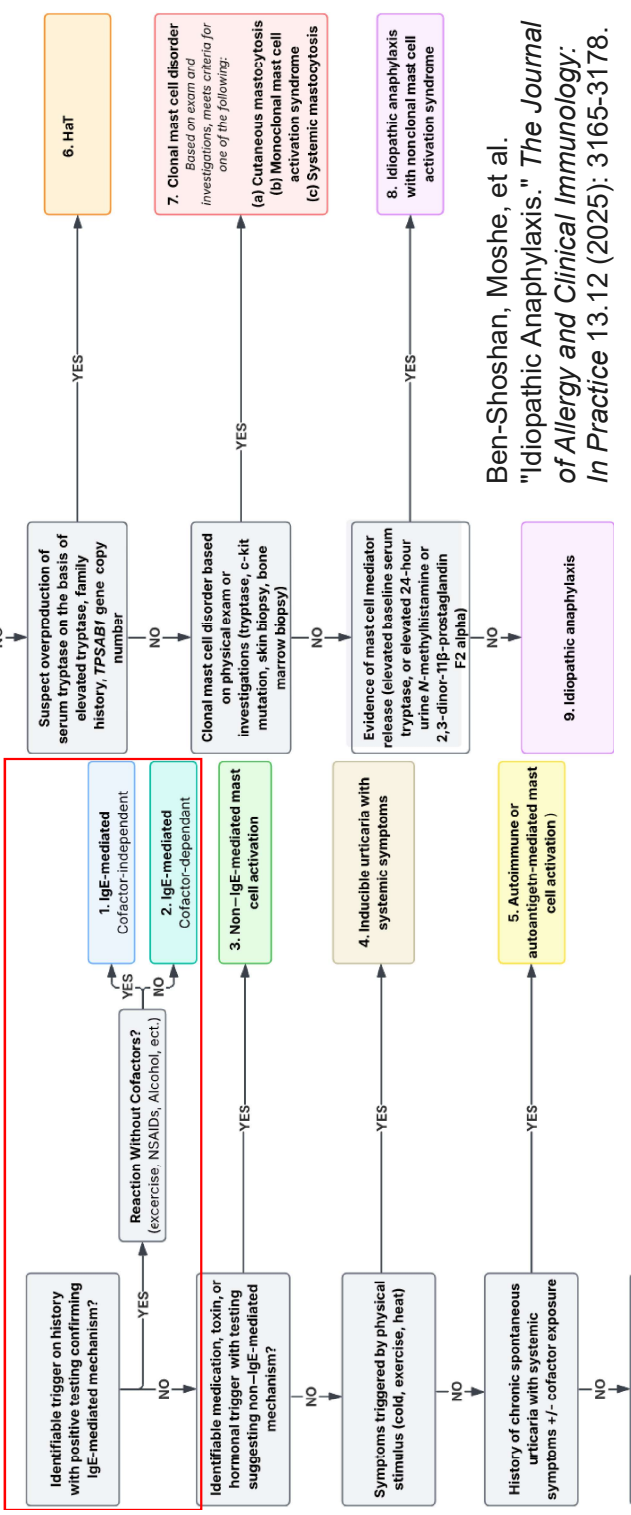 Identifiable trigger on history
with positive testing confirming
IgE-mediated mechanism?
YES
Reaction Without Cofactors?
(excercise, NSAIDs, Alcohol, ect.)
YES
1. IgE-mediated
Cofactor-independent
NO
2. IgE-mediated
Cofactor-dependant
NO
Identifiable medication, toxin, or
hormonal trigger with testing
suggesting non-IgE-mediated
mechanism?
YES
3. Non–IgE-mediated mast
cell activation
NO
Symptoms triggered by physical
stimulus (cold, exercise, heat)
YES
4. Inducible urticaria with
systemic symptoms
NO
History of chronic spontaneous
urticaria with systemic
symptoms +/- cofactor exposure
YES
5. Autoimmune or
autoantigetn-mediated mast
cell activation)
NO
NO
Suspect overproduction of
serum tryptase on the basis of
elevated tryptase, family
history, TPSAB1 gene copy
number
YES
6. HaT
NO
Clonal mast cell disorder based
on physical exam or
investigations (tryptase, c-kit
mutation, skin biopsy, bone
marrow biopsy)
YES
7. Clonal mast cell disorder
Based on exam and
investigations, meets criteria for
one of the following:
(a) Cutaneous mastocytosis
(b) Monoclonal mast cell
activation syndrome
(c) Systemic mastocytosis
NO
Evidence of mast cell mediator
release (elevated baseline serum
tryptase, or elevated 24-hour
urine N-methylhistamine or
2,3-dinor-11β-prostaglandin
F2 alpha)
YES
8. Idiopathic anaphylaxis
with nonclonal mast cell
activation syndrome
NO
9. Idiopathic anaphylaxis
Ben-Shoshan, Moshe, et al.
"Idiopathic Anaphylaxis." The Journal
of Allergy and Clinical Immunology:
In Practice 13.12 (2025): 3165-3178.